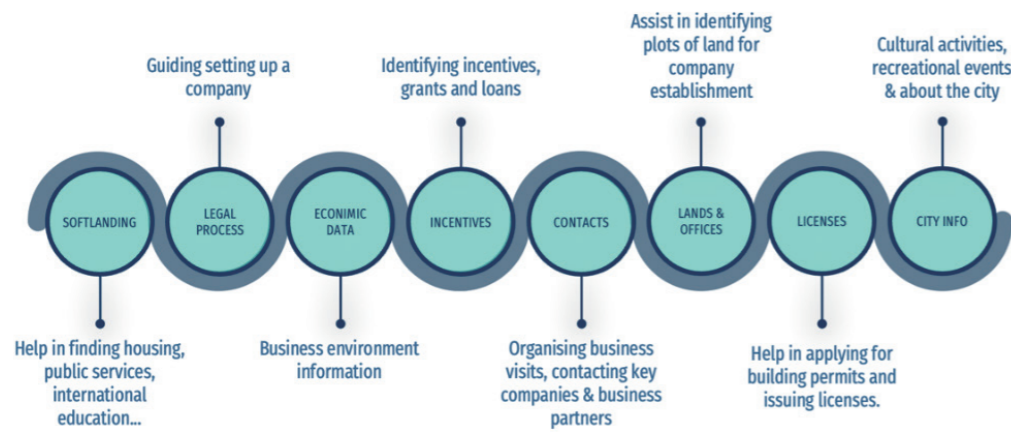 Guiding setting up a
company
Identifying incentives,
grants and loans
Assist in identifying
plots of land for
company
establishment
Cultural activities,
recreational events
& about the city
SOFTLANDING
LEGAL
PROCESS
ECONIMIC
DATA
INCENTIVES
CONTACTS
LANDS &
OFFICES
LICENSES
CITY INFO
Help in finding housing,
public services,
international
education...
Business environment
information
Organising business
visits, contacting key
companies & business
partners
Help in applying for
building permits and
issuing licenses.